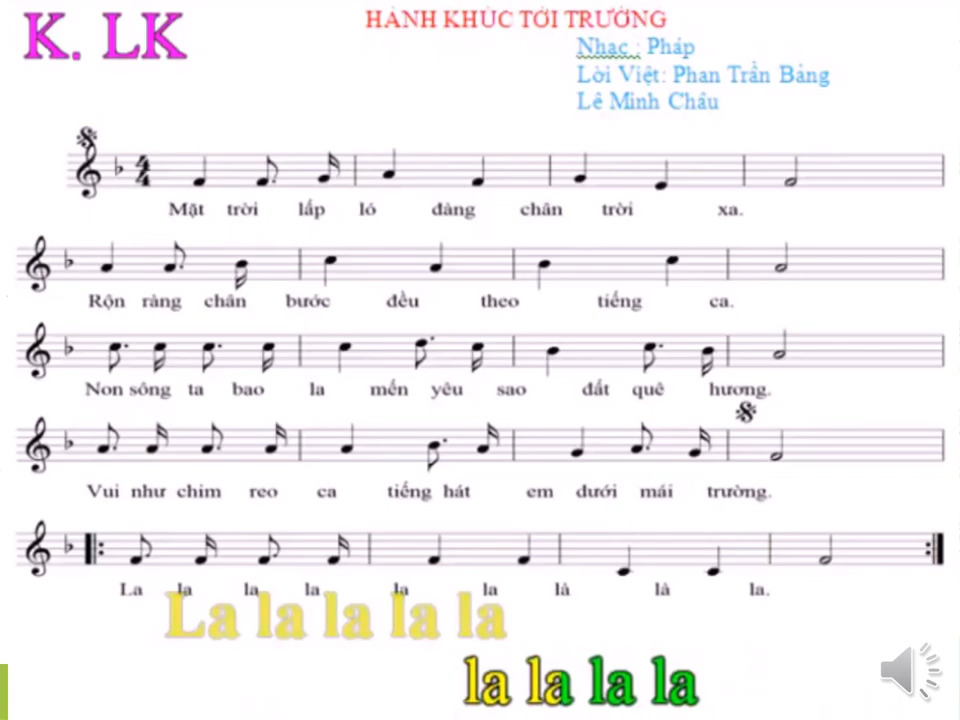 K. LK
HÀNH KHÚC TỚI TRƯỜNG
Nhạc : Pháp
Lời Việt: Phan Trần Bảng
Lê Minh Châu
4
4
Mặt trời lấp ló đàng chân trời xa.
Rộn ràng chân bước đều theo tiếng ca.
Non sông ta bao la mến yêu sao đất quê hương.
Vui như chim reo ca tiếng hát em dưới mái trường.
La la la la la la là là la.
La la la la la
la la la la